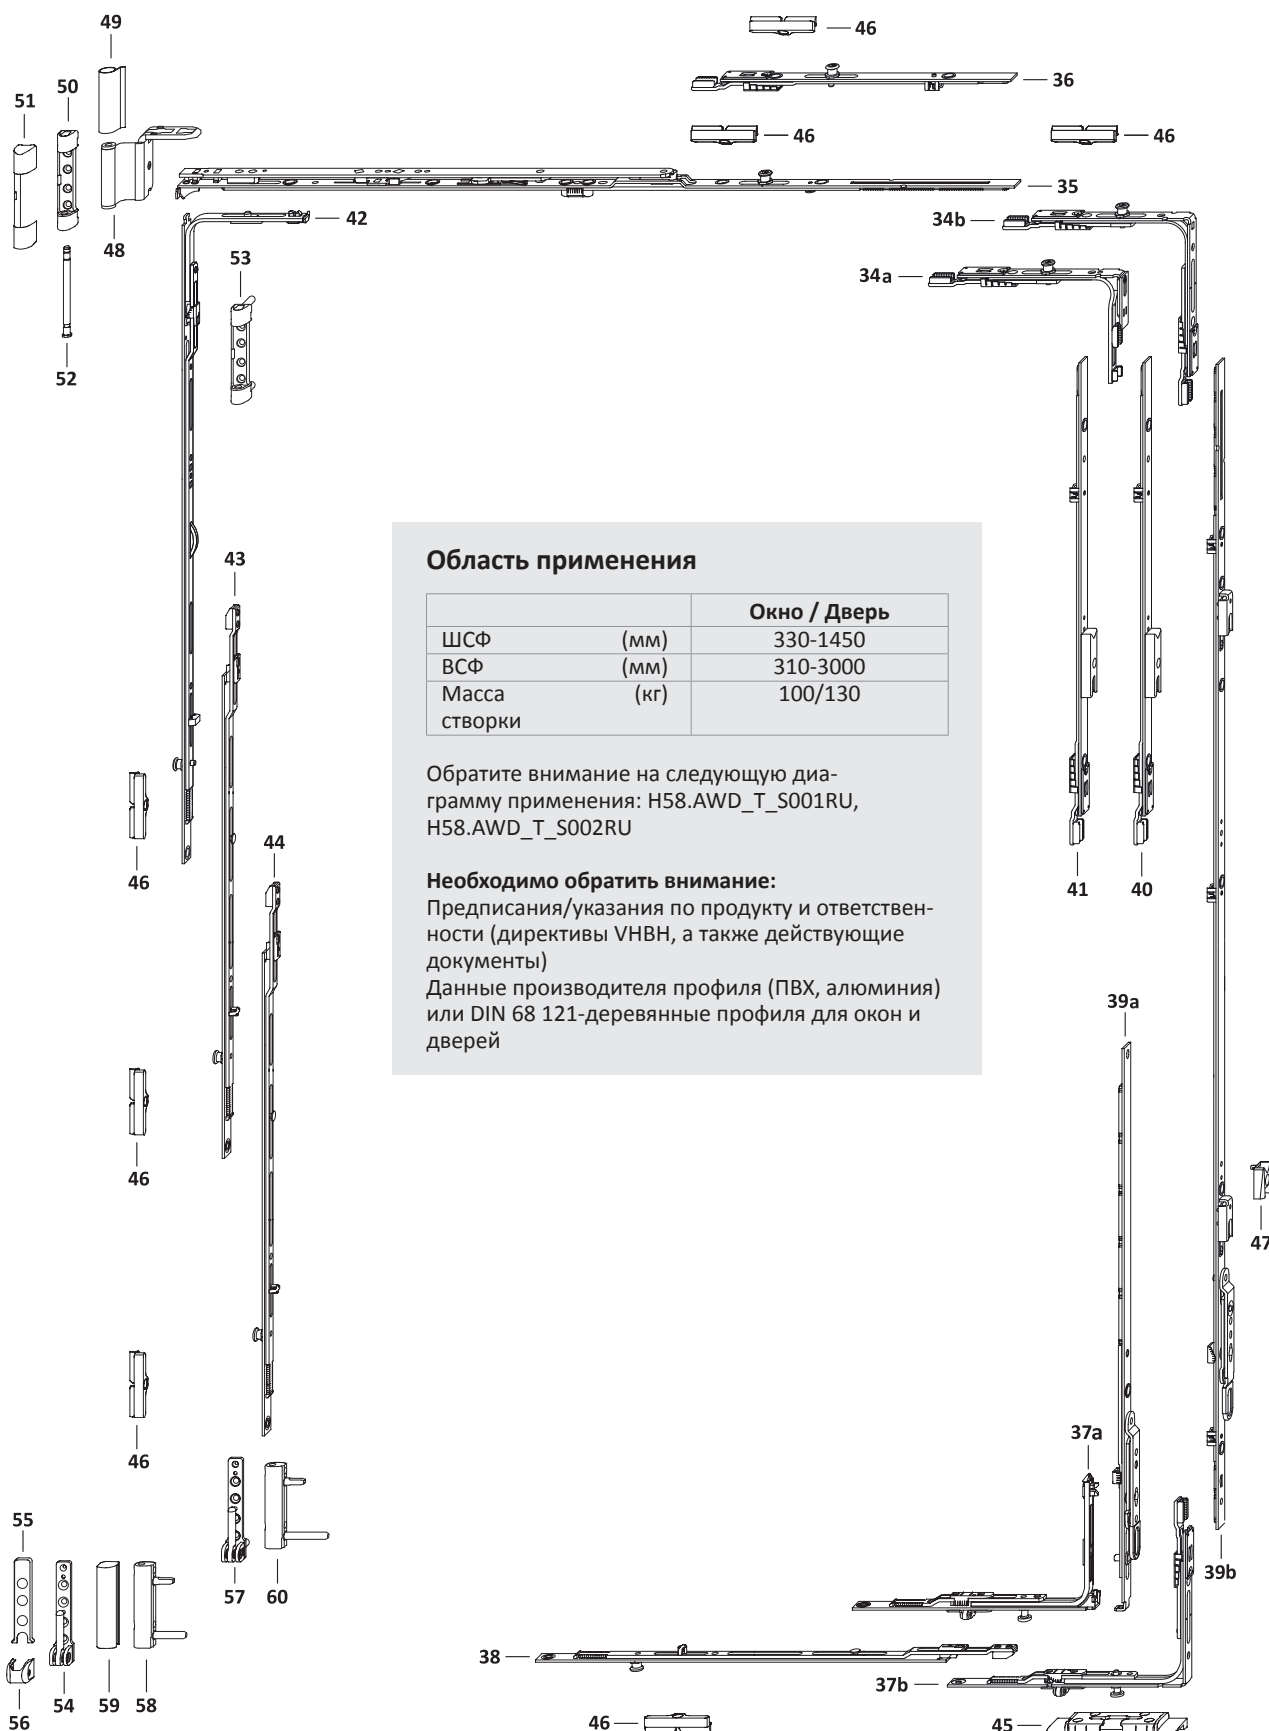 49
46
50
36
51
46
46
35
42
34b
48
53
34a
52
43
Область применения
Окно / Дверь
ШСФ (мм) 330-1450
ВСФ (мм) 310-3000
Масса (кг) 100/130
створки
Обратите внимание на следующую диа-
грамму применения: H58.AWD_T_S001RU,
H58.AWD_T_S002RU
44
46
41
40
Необходимо обратить внимание:
Предписания/указания по продукту и ответствен-
ности (директивы VHBH, а также действующие
документы)
Данные производителя профиля (ПВХ, алюминия)
или DIN 68 121-деревянные профиля для окон и
дверей
39a
46
47
37a
46
55
57
60
39b
38
37b
56
54
59
58
46
45